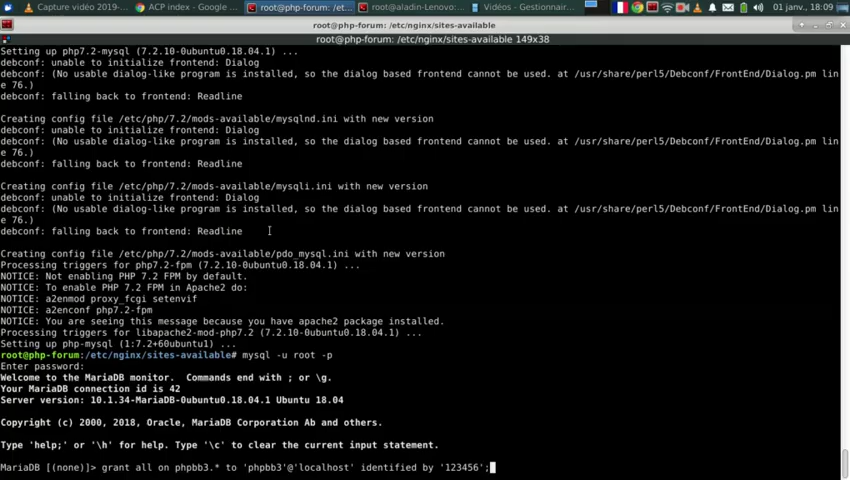 Capture vidéo 2019-...
ACP index - Google ...
root@php-forum: /etc/...
root@aladin-Lenovo:...
Vidéos - Gestionnair...
01 janv., 18:09
root@php-forum: /etc/nginx/sites-available
root@php-forum: /etc/nginx/sites-available 149x38
Setting up php7.2-mysql (7.2.10-0ubuntu0.18.04.1) ...
debconf: unable to initialize frontend: Dialog
debconf: (No usable dialog-like program is installed, so the dialog based frontend cannot be used. at /usr/share/perl5/Debconf/FrontEnd/Dialog.pm lin
e 76.)
debconf: falling back to frontend: Readline
Creating config file /etc/php/7.2/mods-available/mysqlnd.ini with new version
debconf: unable to initialize frontend: Dialog
debconf: (No usable dialog-like program is installed, so the dialog based frontend cannot be used. at /usr/share/perl5/Debconf/FrontEnd/Dialog.pm lin
e 76.)
debconf: falling back to frontend: Readline
Creating config file /etc/php/7.2/mods-available/mysqli.ini with new version
debconf: unable to initialize frontend: Dialog
debconf: (No usable dialog-like program is installed, so the dialog based frontend cannot be used. at /usr/share/perl5/Debconf/FrontEnd/Dialog.pm lin
e 76.)
debconf: falling back to frontend: Readline
Creating config file /etc/php/7.2/mods-available/pdo_mysql.ini with new version
Processing triggers for php7.2-fpm (7.2.10-0ubuntu0.18.04.1) ...
NOTICE: Not enabling PHP 7.2 FPM by default.
NOTICE: To enable PHP 7.2 FPM in Apache2 do:
NOTICE: a2enmod proxy_fcgi setenvif
NOTICE: a2enconf php7.2-fpm
NOTICE: You are seeing this message because you have apache2 package installed.
Processing triggers for libapache2-mod-php7.2 (7.2.10-0ubuntu0.18.04.1) ...
Setting up php-mysql (1:7.2+60ubuntu1) ...
root@php-forum:/etc/nginx/sites-available# mysql -u root -p
Enter password:
Welcome to the MariaDB monitor.  Commands end with ; or \g.
Your MariaDB connection id is 42
Server version: 10.1.34-MariaDB-0ubuntu0.18.04.1 Ubuntu 18.04
Copyright (c) 2000, 2018, Oracle, MariaDB Corporation Ab and others.
Type 'help;' or '\h' for help. Type '\c' to clear the current input statement.
MariaDB [(none)]> grant all on phpbb3.* to 'phpbb3'@'localhost' identified by '123456';